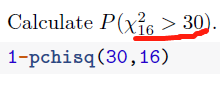 Calculate P(χ²₁₆ > 30).
1-pchisq(30,16)